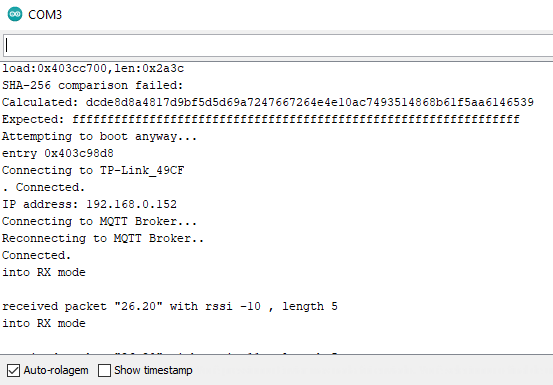 COM3
load:0x403cc700,len:0x2a3c
SHA-256 comparison failed:
Calculated: dcde8d8a4817d9bf5d5d69a7247667264e4e10ac7493514868b61f5aa6146539
Expected: ffffffffffffffffffffffffffffffffffffffffffffffffffffffffffffffff
Attempting to boot anyway...
entry 0x403c98d8
Connecting to TP-Link_49CF
. Connected.
IP address: 192.168.0.152
Connecting to MQTT Broker...
Reconnecting to MQTT Broker..
Connected.
into RX mode
received packet "26.20" with rssi -10 , length 5
into RX mode
Auto-rolagem
Show timestamp